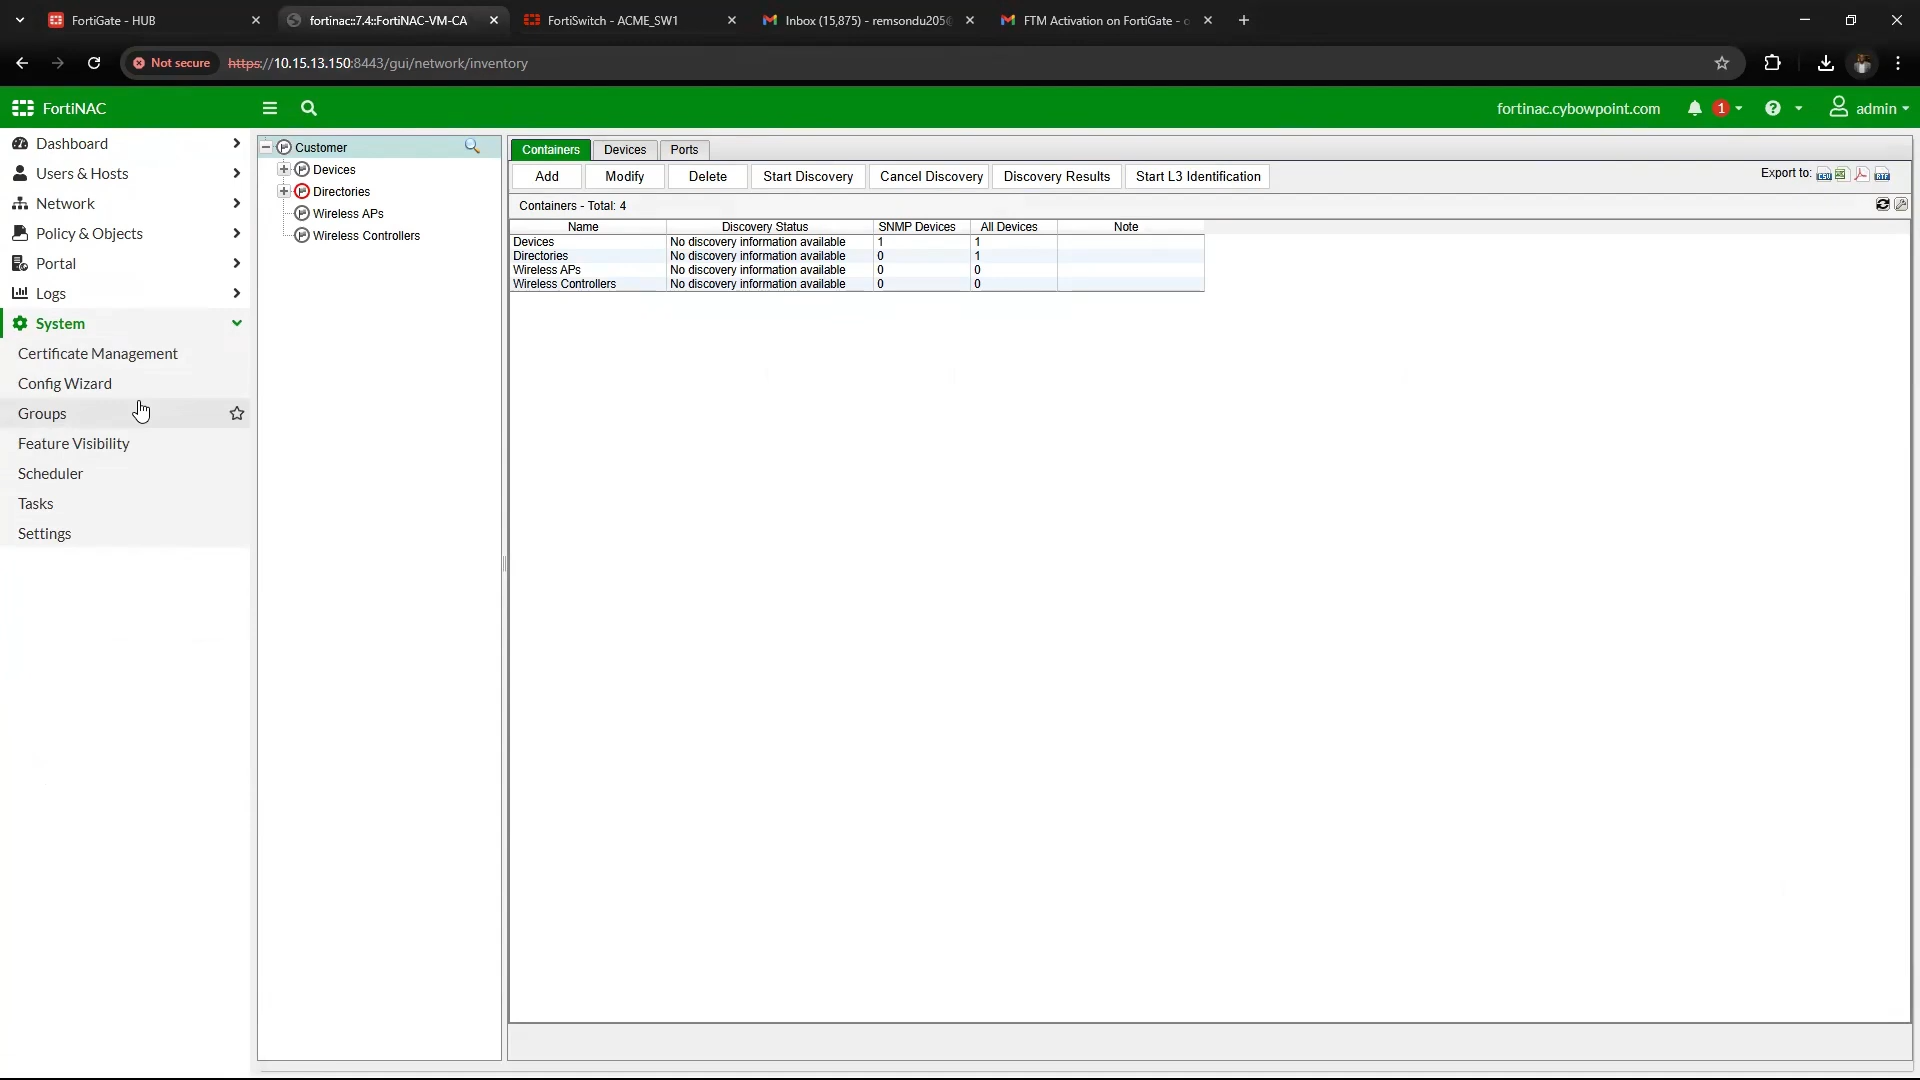 FortiGate - HUB
fortinac::7.4::FortiNAC-VM-CA
FortiSwitch - ACME_SW1
Inbox (15,875) - remsondu205
FTM Activation on FortiGate -
Not secure
https://10.15.13.150:8443/gui/network/inventory
FortiNAC
fortinac.cybowpoint.com
1
admin
Dashboard
Users & Hosts
Network
Policy & Objects
Portal
Logs
System
Certificate Management
Config Wizard
Groups
Feature Visibility
Scheduler
Tasks
Settings
Customer
Devices
Directories
Wireless APs
Wireless Controllers
Containers Devices Ports
Add Modify Delete Start Discovery Cancel Discovery Discovery Results Start L3 Identification
Export to:
Containers - Total: 4
Name Discovery Status SNMP Devices All Devices Note
Devices No discovery information available 1 1
Directories No discovery information available 0 1
Wireless APs No discovery information available 0 0
Wireless Controllers No discovery information available 0 0